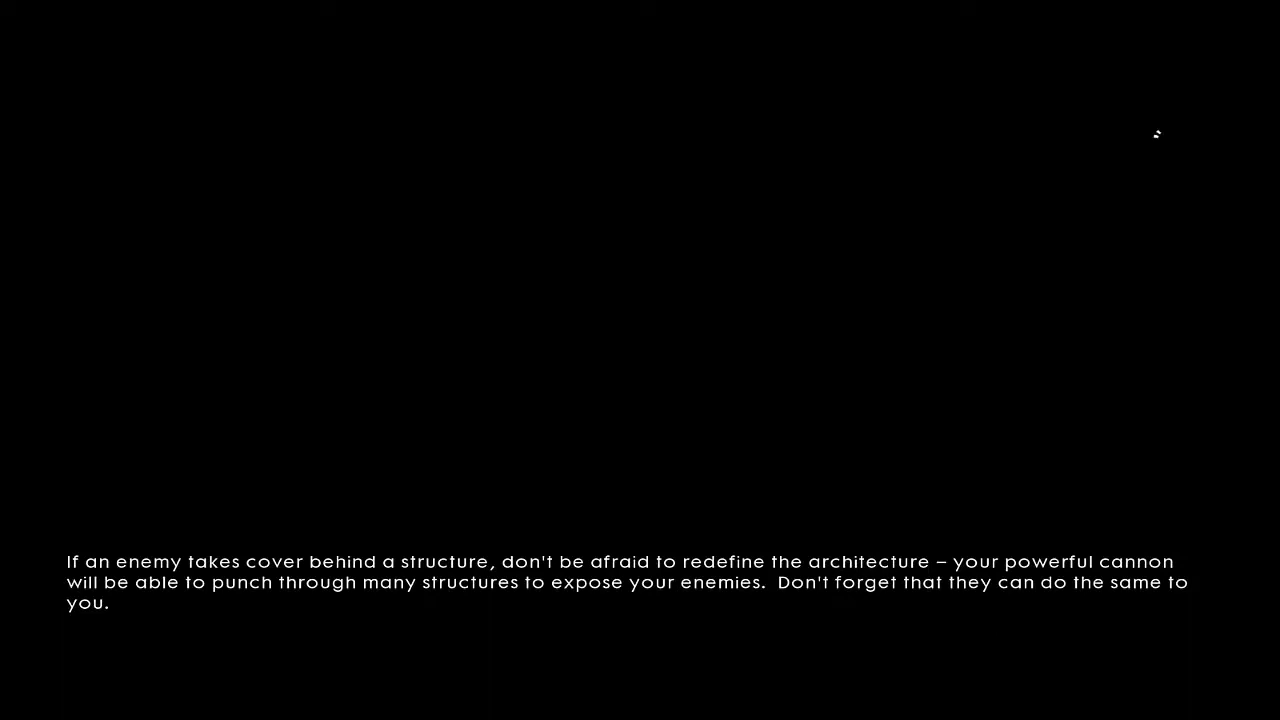 If an enemy takes cover behind a structure, don't be afraid to redefine the architecture – your powerful cannon
will be able to punch through many structures to expose your enemies.  Don't forget that they can do the same to
you.